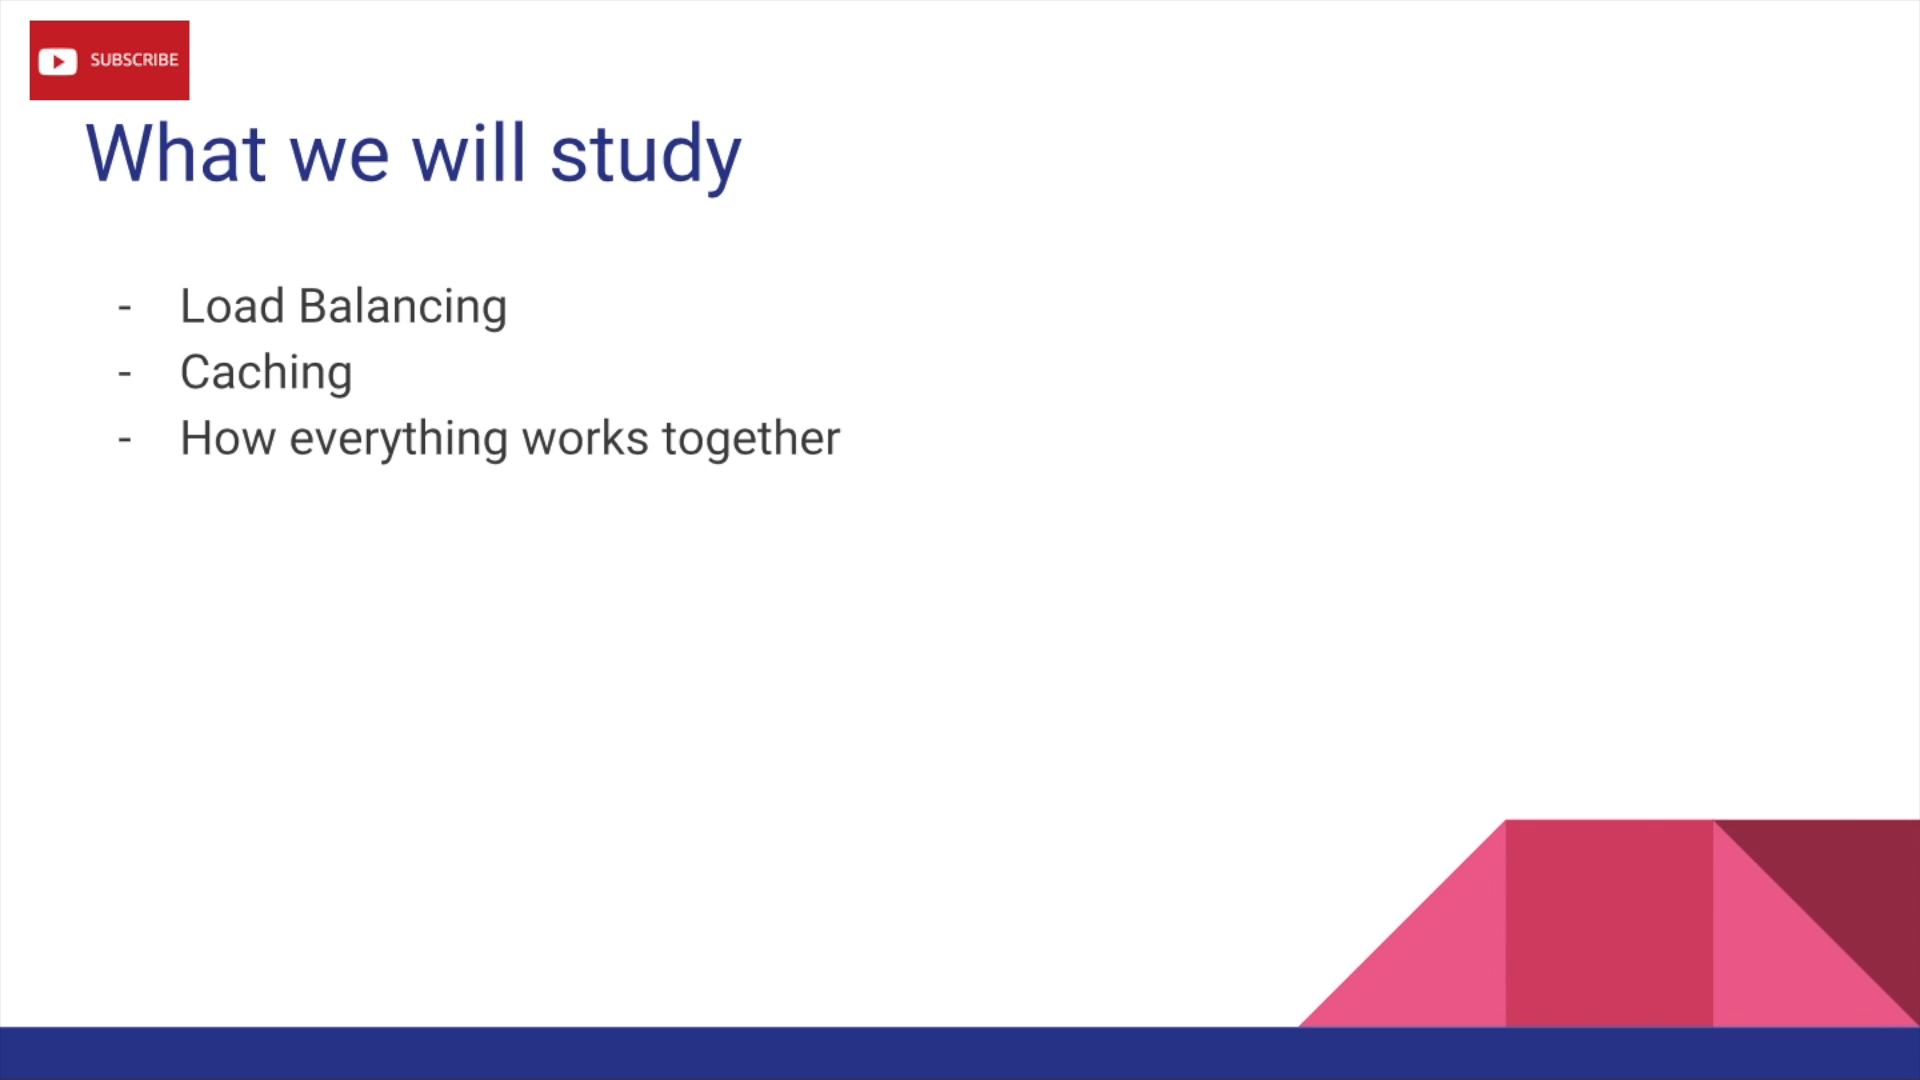 SUBSCRIBE
What we will study
- Load Balancing
- Caching
- How everything works together